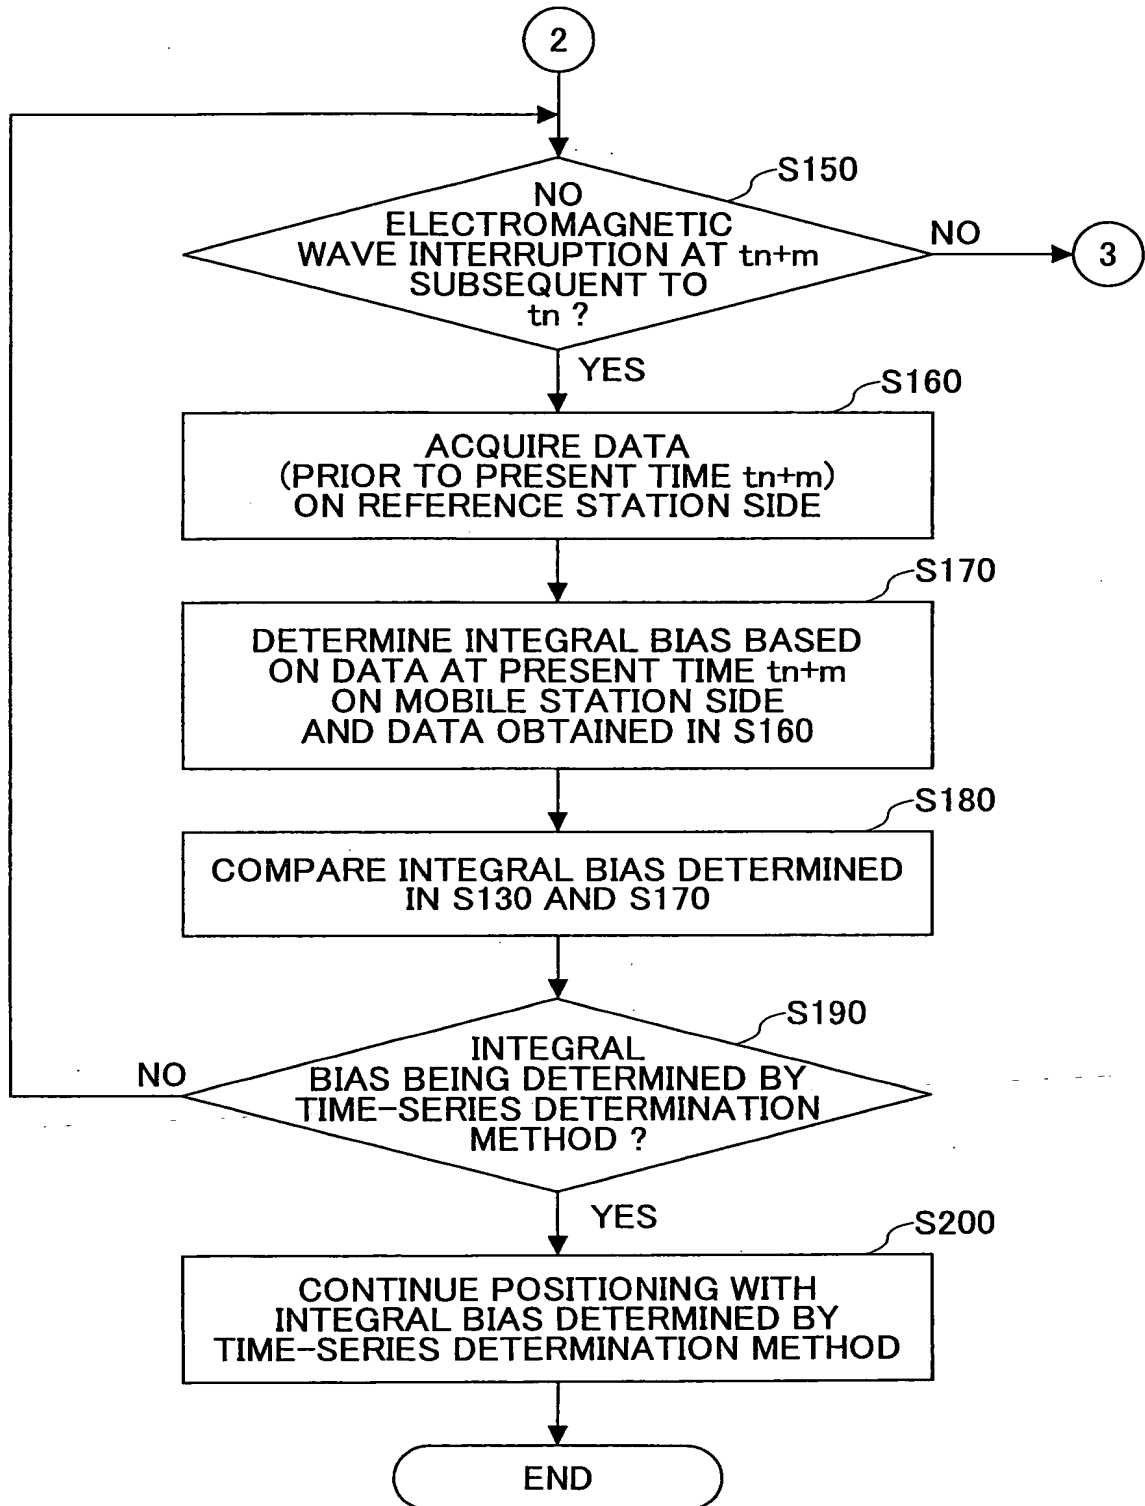 2
S150
NO
ELECTROMAGNETIC
WAVE INTERRUPTION AT tn+m
SUBSEQUENT TO
tn ?
NO
3
YES
S160
ACQUIRE DATA
(PRIOR TO PRESENT TIME tn+m)
ON REFERENCE STATION SIDE
S170
DETERMINE INTEGRAL BIAS BASED
ON DATA AT PRESENT TIME tn+m
ON MOBILE STATION SIDE
AND DATA OBTAINED IN S160
S180
COMPARE INTEGRAL BIAS DETERMINED
IN S130 AND S170
S190
INTEGRAL
BIAS BEING DETERMINED BY
TIME-SERIES DETERMINATION
METHOD ?
NO
YES
S200
CONTINUE POSITIONING WITH
INTEGRAL BIAS DETERMINED BY
TIME-SERIES DETERMINATION METHOD
END